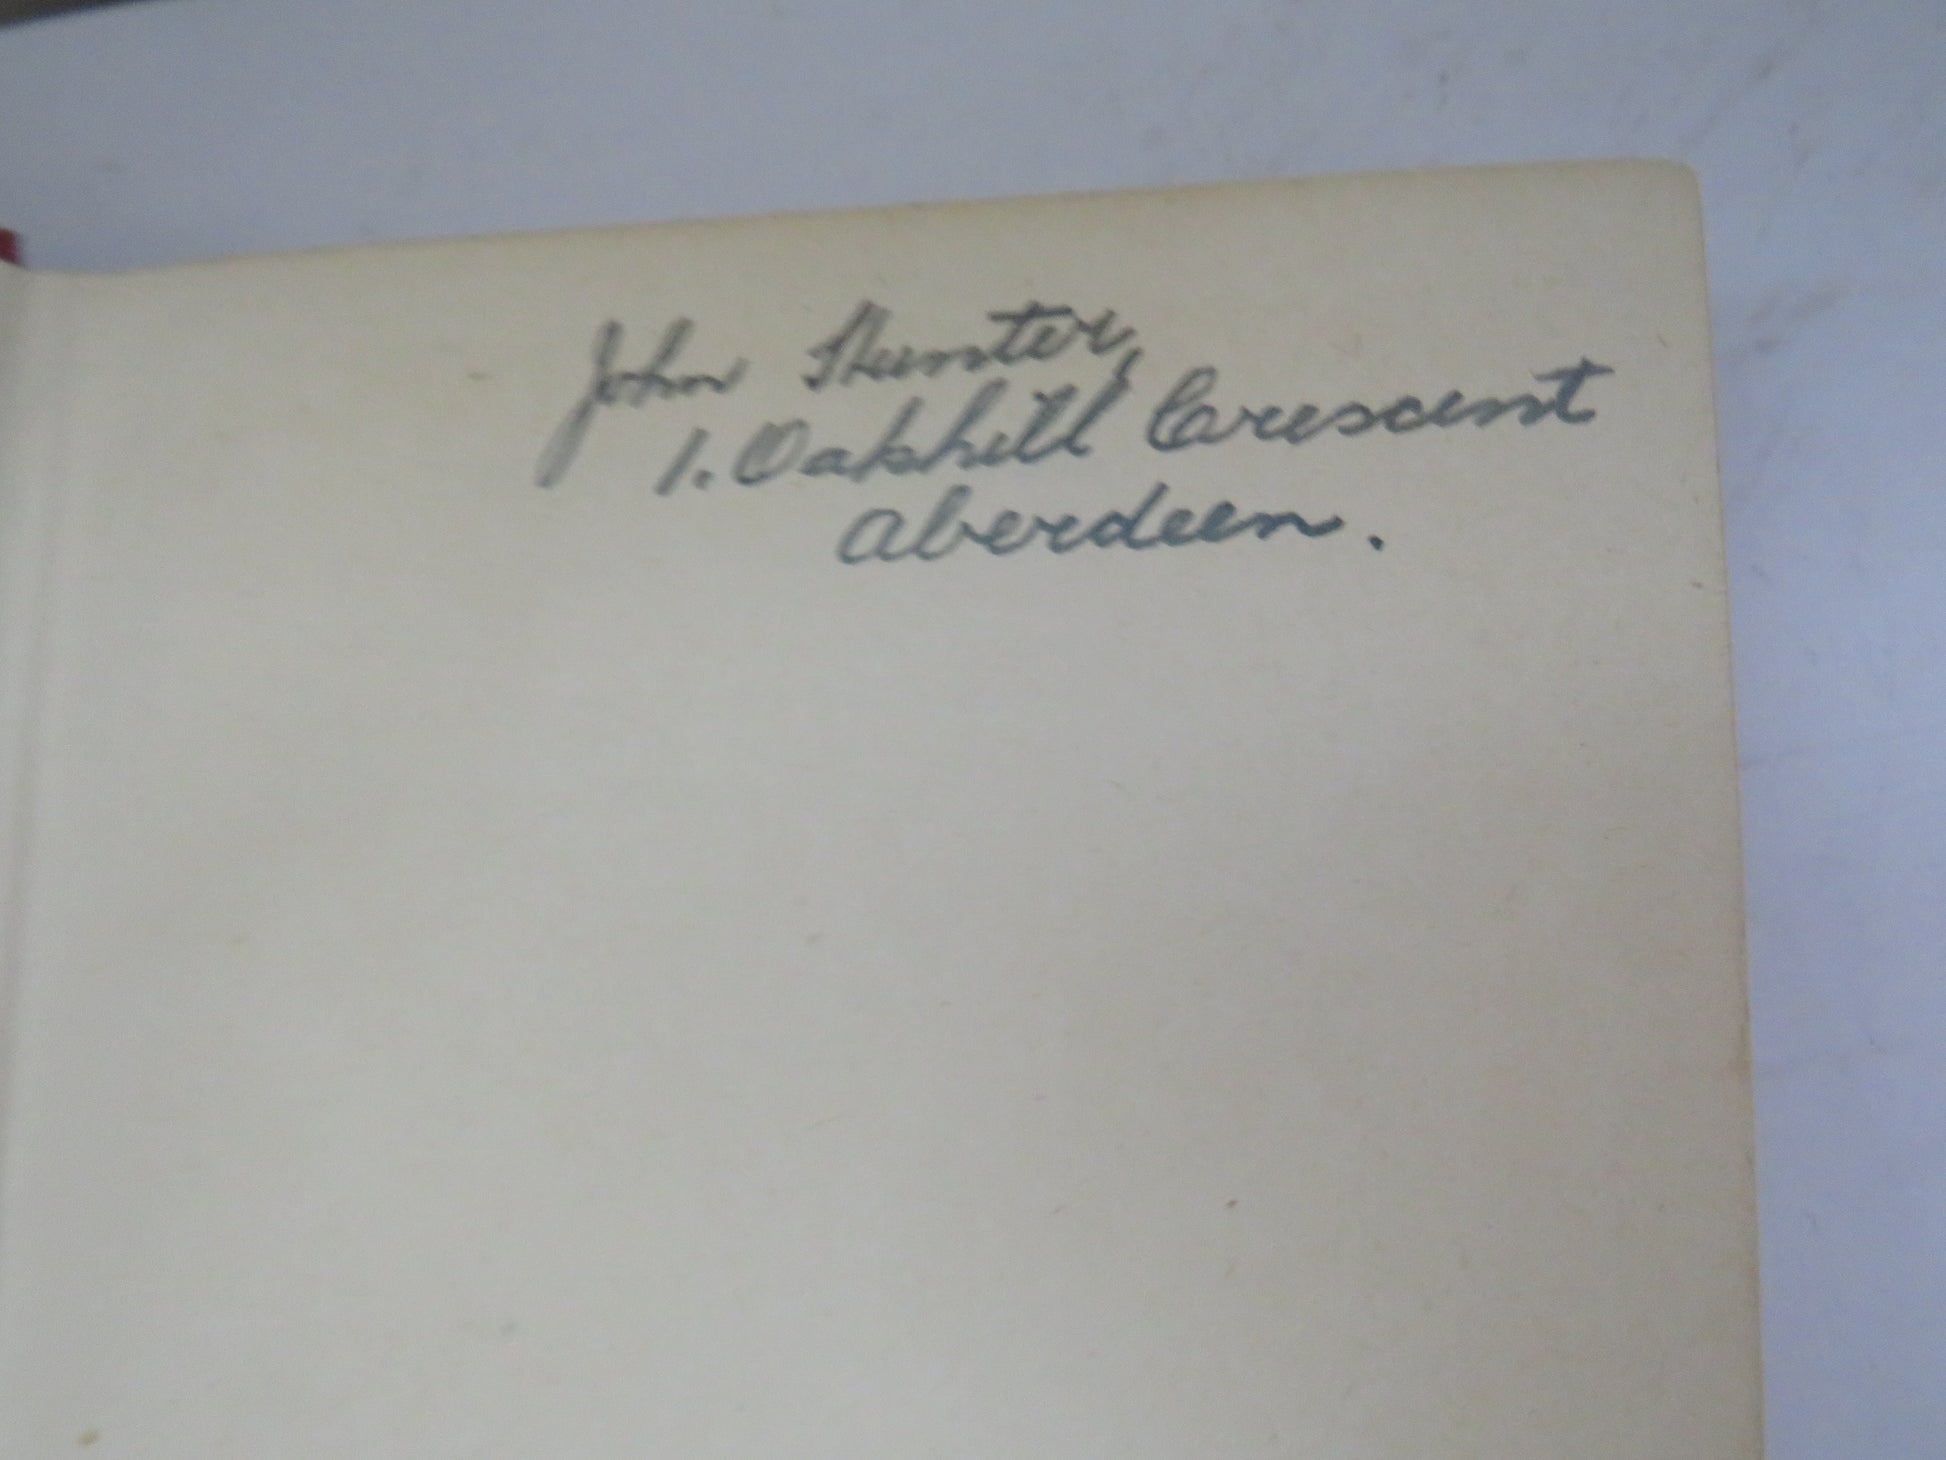 John Hunter,
1. Oakhill Crescent
Aberdeen.